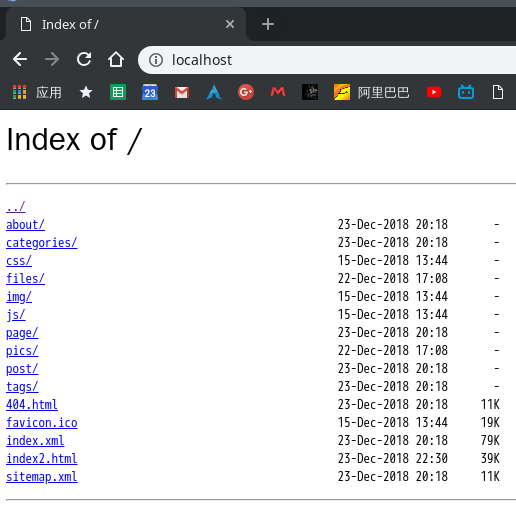 Index of /
localhost
应用 阿里巴巴
Index of /
../
about/ 23-Dec-2018 20:18 -
categories/ 23-Dec-2018 20:18 -
css/ 15-Dec-2018 13:44 -
files/ 22-Dec-2018 17:08 -
img/ 15-Dec-2018 13:44 -
js/ 15-Dec-2018 13:44 -
page/ 23-Dec-2018 20:18 -
pics/ 22-Dec-2018 17:08 -
post/ 23-Dec-2018 20:18 -
tags/ 23-Dec-2018 20:18 -
404.html 23-Dec-2018 20:18 11K
favicon.ico 15-Dec-2018 13:44 19K
index.xml 23-Dec-2018 20:18 79K
index2.html 23-Dec-2018 22:30 39K
sitemap.xml 23-Dec-2018 20:18 11K